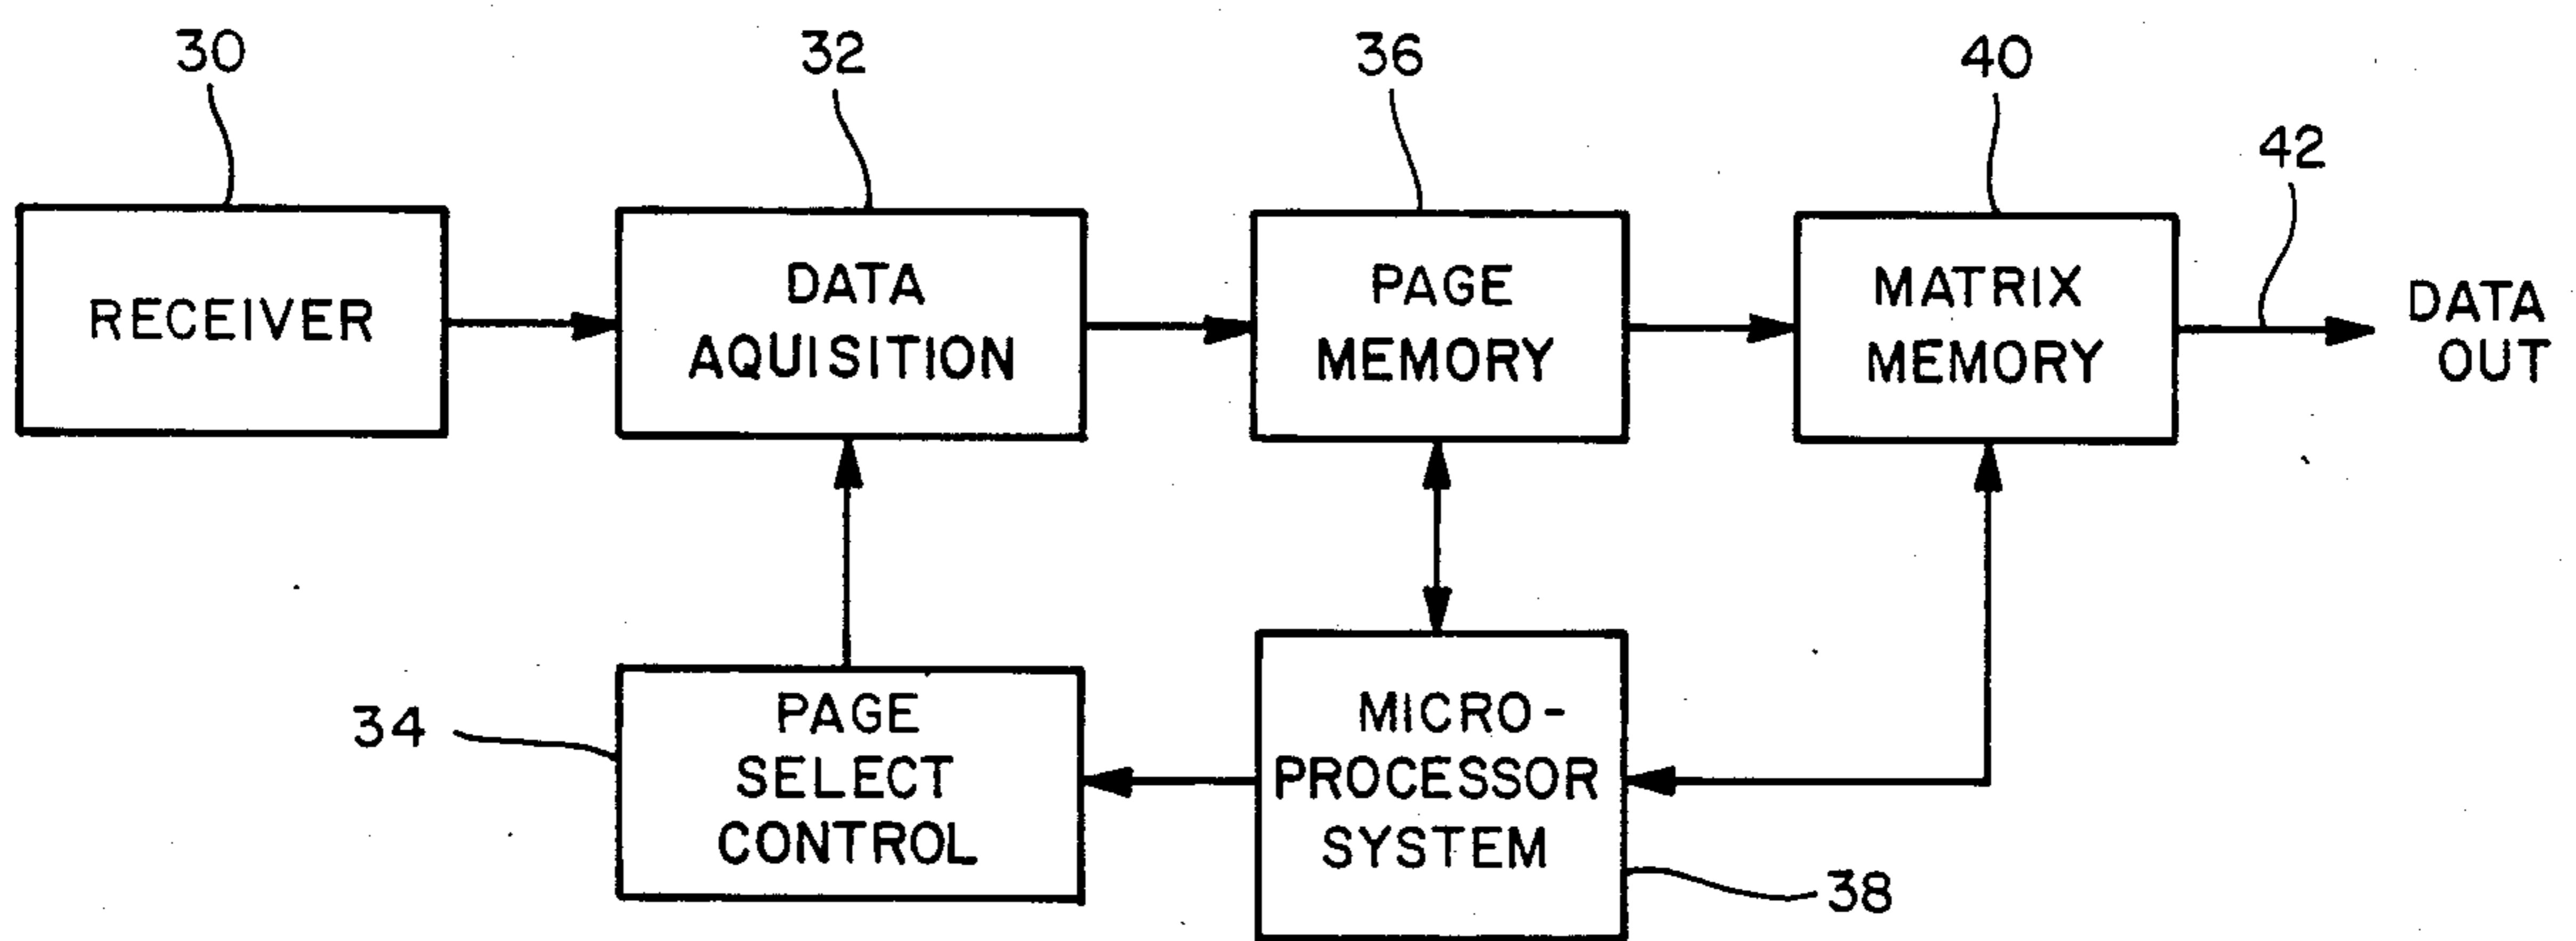 30
32
36
40
42
RECEIVER
DATA
AQUISITION
PAGE
MEMORY
MATRIX
MEMORY
DATA
OUT
34
PAGE
SELECT
CONTROL
MICRO-
PROCESSOR
SYSTEM
38